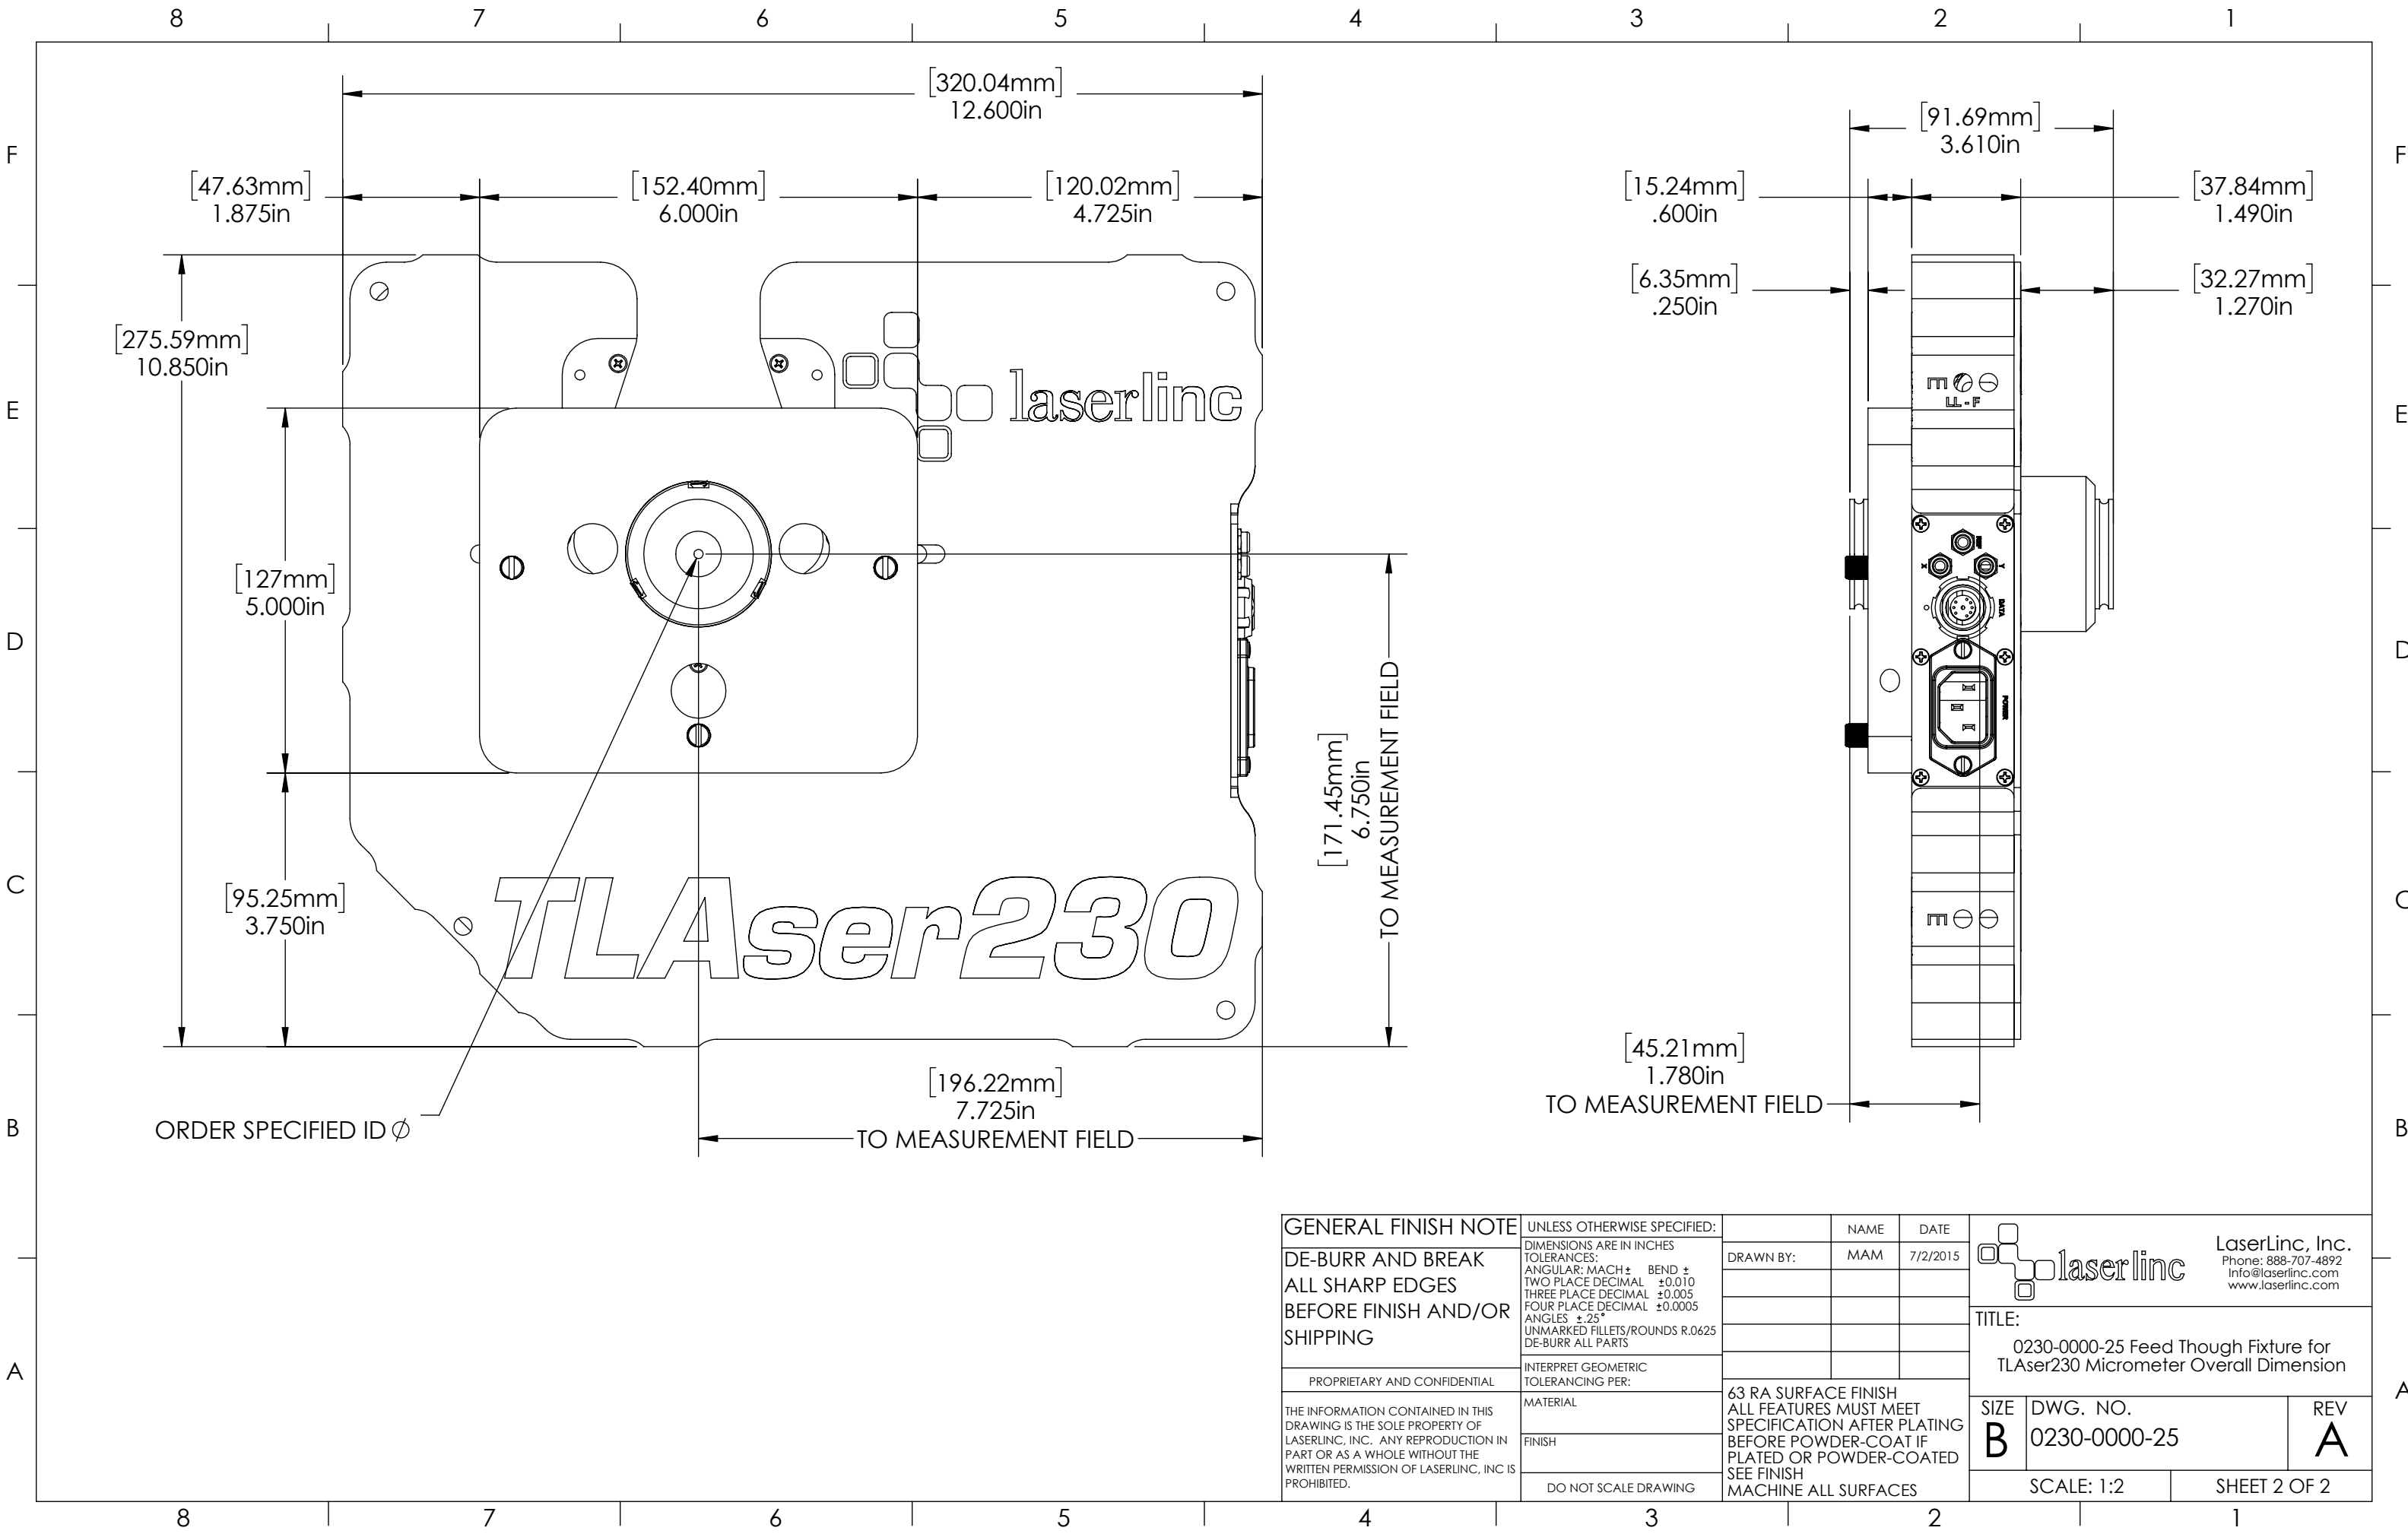 8 7 6 5 4 3 2 1
F
F
E
E
D
D
C
C
B
B
A
A
[320.04mm]
12.600in
[47.63mm]
1.875in
[152.40mm]
6.000in
[120.02mm]
4.725in
[275.59mm]
10.850in
[127mm]
5.000in
[95.25mm]
3.750in
laserlinc
TLAser230
[171.45mm]
6.750in
TO MEASUREMENT FIELD
[196.22mm]
7.725in
TO MEASUREMENT FIELD
ORDER SPECIFIED ID Ø
[91.69mm]
3.610in
[15.24mm]
.600in
[37.84mm]
1.490in
[6.35mm]
.250in
[32.27mm]
1.270in
LL - F
REF
X
Y
DATA
POWER
[45.21mm]
1.780in
TO MEASUREMENT FIELD
GENERAL FINISH NOTE
DE-BURR AND BREAK
ALL SHARP EDGES
BEFORE FINISH AND/OR
SHIPPING
PROPRIETARY AND CONFIDENTIAL
THE INFORMATION CONTAINED IN THIS
DRAWING IS THE SOLE PROPERTY OF
LASERLINC, INC. ANY REPRODUCTION IN
PART OR AS A WHOLE WITHOUT THE
WRITTEN PERMISSION OF LASERLINC, INC IS
PROHIBITED.
UNLESS OTHERWISE SPECIFIED:
DIMENSIONS ARE IN INCHES
TOLERANCES:
ANGULAR: MACH ± BEND ±
TWO PLACE DECIMAL ±0.010
THREE PLACE DECIMAL ±0.005
FOUR PLACE DECIMAL ±0.0005
ANGLES ±.25°
UNMARKED FILLETS/ROUNDS R.0625
DE-BURR ALL PARTS
INTERPRET GEOMETRIC
TOLERANCING PER:
MATERIAL
FINISH
DO NOT SCALE DRAWING
NAME DATE
DRAWN BY: MAM 7/2/2015
63 RA SURFACE FINISH
ALL FEATURES MUST MEET
SPECIFICATION AFTER PLATING
BEFORE POWDER-COAT IF
PLATED OR POWDER-COATED
SEE FINISH
MACHINE ALL SURFACES
laserlinc
LaserLinc, Inc.
Phone: 888-707-4892
Info@laserlinc.com
www.laserlinc.com
TITLE:
0230-0000-25 Feed Though Fixture for
TLAser230 Micrometer Overall Dimension
SIZE
B
DWG. NO.
0230-0000-25
REV
A
SCALE: 1:2
SHEET 2 OF 2
8 7 6 5 4 3 2 1